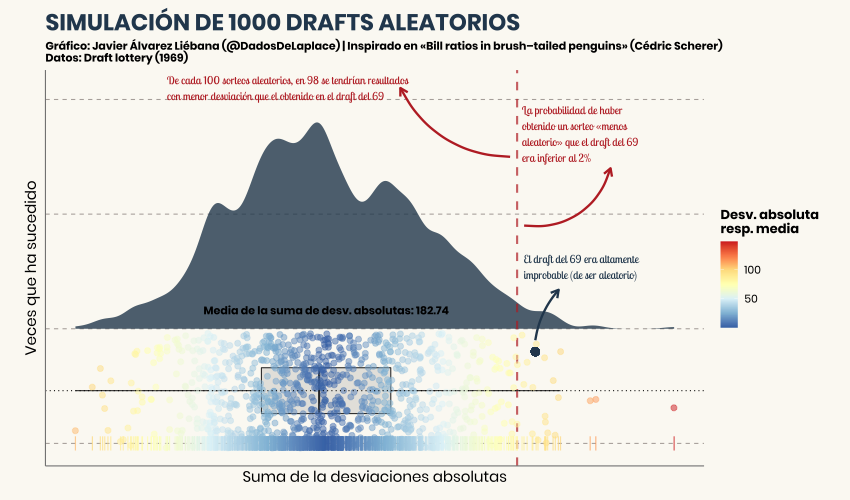 SIMULACIÓN DE 1000 DRAFTS ALEATORIOS
Gráfico: Javier Álvarez Liébana (@DadosDeLaplace) | Inspirado en «Bill ratios in brush–tailed penguins» (Cédric Scherer)
Datos: Draft lottery (1969)
De cada 100 sorteos aleatorios, en 98 se tendrían resultados
con menor desviación que el obtenido en el draft del 69
La probabilidad de haber
obtenido un sorteo «menos
aleatorio» que el draft del 69
era inferior al 2%
El draft del 69 era altamente
improbable (de ser aleatorio)
Media de la suma de desv. absolutas: 182.74
Veces que ha sucedido
Suma de la desviaciones absolutas
Desv. absoluta
resp. media
100
50